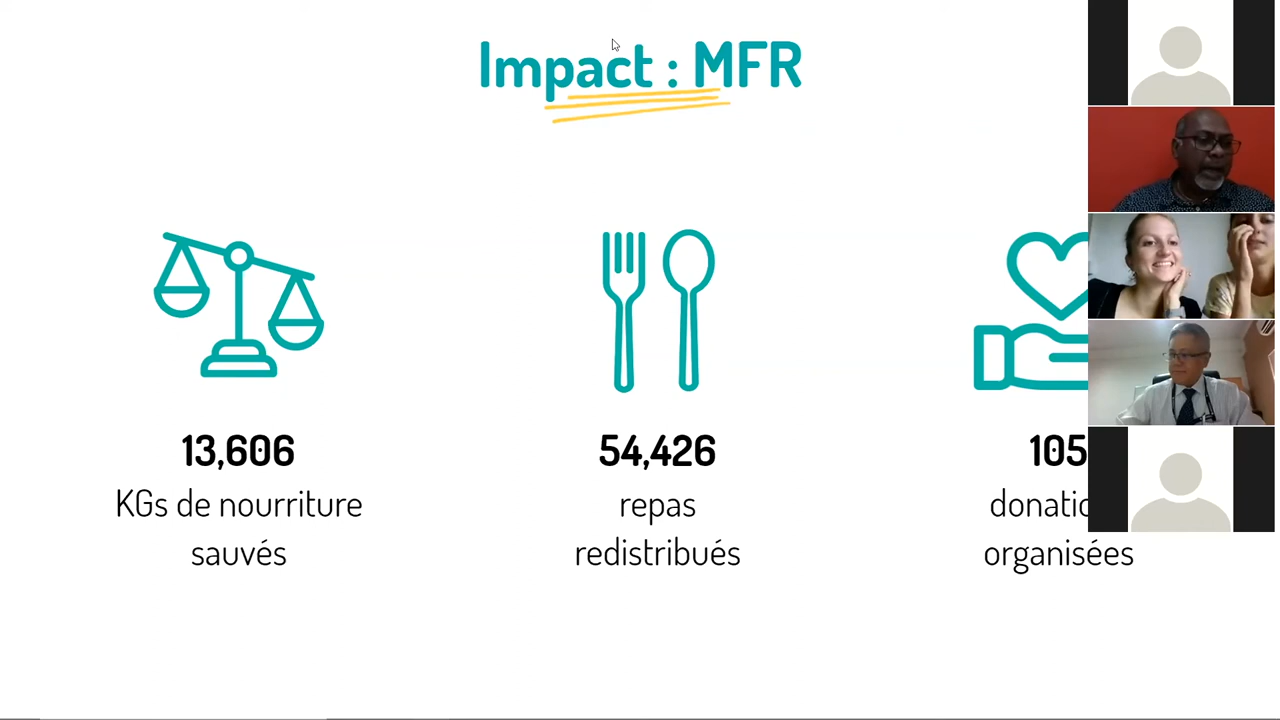 Impact : MFR
13,606
KGs de nourriture
sauvés
54,426
repas
redistribués
105
organisées